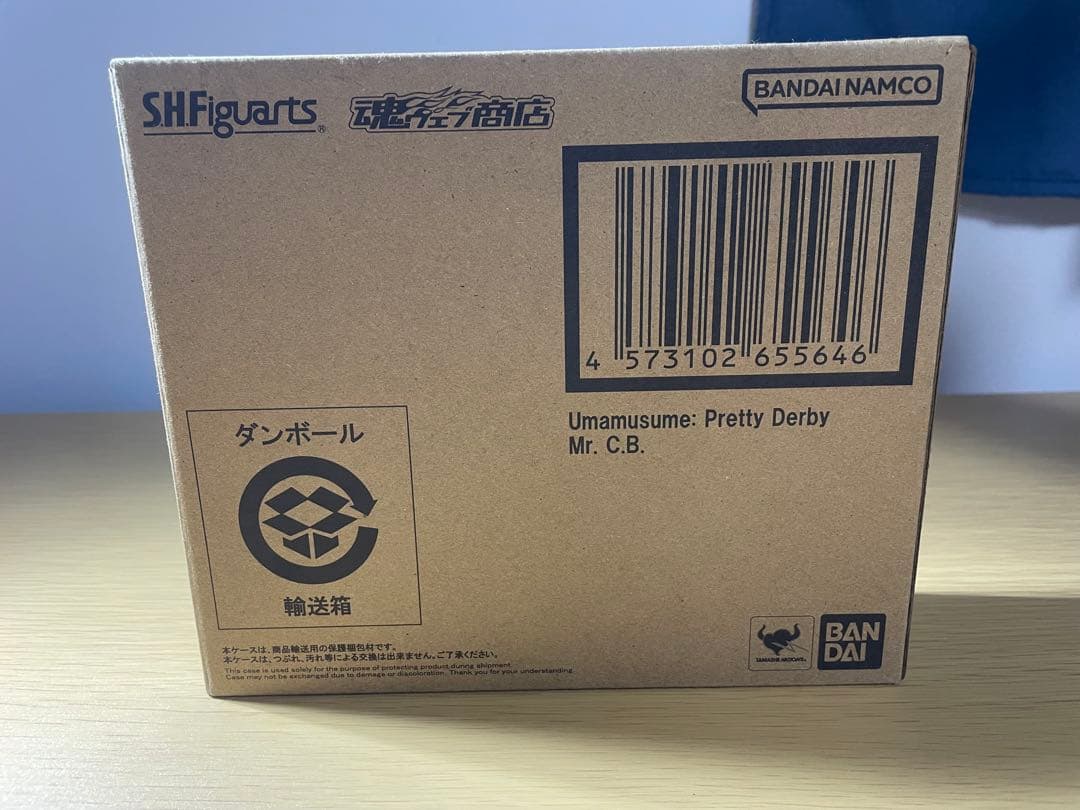 S.H.Figuarts®
魂ウェブ商店
BANDAI NAMCO
4 573102 655646
Umamusume: Pretty Derby
Mr. C.B.
ダンボール
輸送箱
本ケースは、商品輸送用の保護梱包材です。
本ケースは、つぶれ、汚れ等による交換は出来ません。ご了承ください。
This case is used solely for the purpose of protecting product during shipment.
Case may not be exchanged due to damage or discoloration. Thank you for your understanding.
TAMASHII NATIONS
BAN
DAI